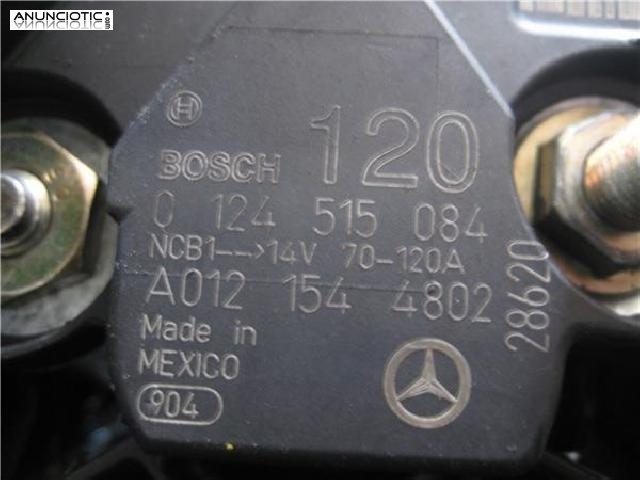 ANUNCIOTIC.es
120
BOSCH
0 124 515 084
NCB1-->14V 70-120A
A012 154 4802
Made in
MEXICO
904
28620